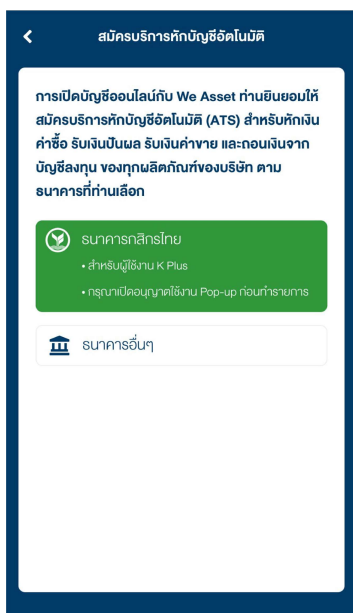 สมัครบริการหักบัญชีอัตโนมัติ
การเปิดบัญชีออนไลน์กับ We Asset ท่านยินยอมให้
สมัครบริการหักบัญชีอัตโนมัติ (ATS) สำหรับหักเงิน
ค่าซื้อ รับเงินปันผล รับเงินค่าขาย และถอนเงินจาก
บัญชีลงทุน ของทุกผลิตภัณฑ์ของบริษัท ตาม
ธนาคารที่ท่านเลือก
ธนาคารกสิกรไทย
• สำหรับผู้ใช้งาน K Plus
• กรุณาเปิดอนุญาตใช้งาน Pop-up ก่อนทำรายการ
ธนาคารอื่นๆ